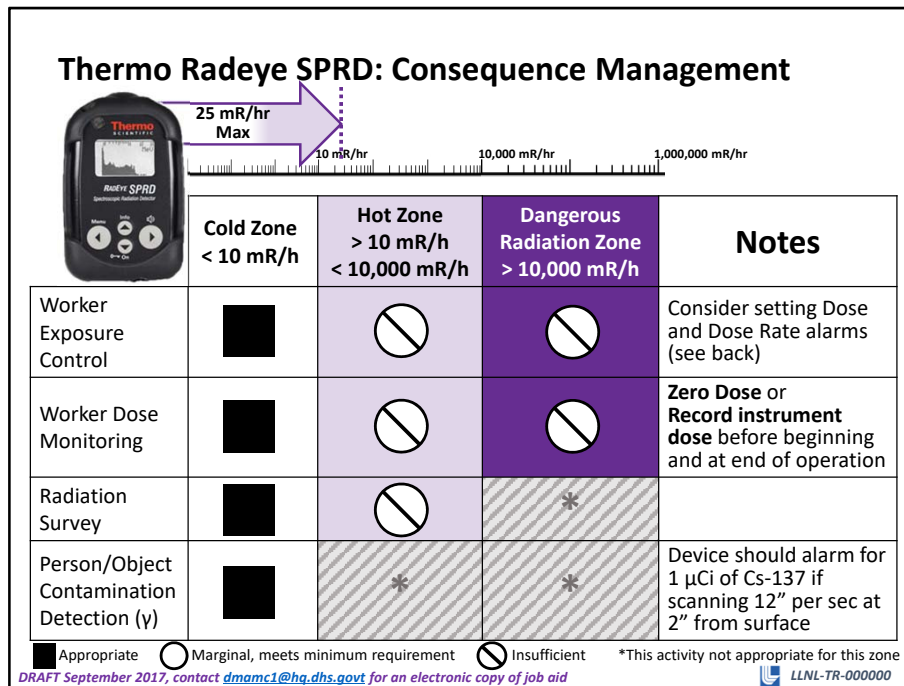 Thermo Radeye SPRD: Consequence Management
25 mR/hr
Max
10 mR/hr
10,000 mR/hr
1,000,000 mR/hr
Thermo
SCIENTIFIC
RADEYE SPRD
Spectroscopic Radiation Detector
Menu
Info
On
Cold Zone
< 10 mR/hr
Hot Zone
> 10 mR/h
< 10,000 mR/h
Dangerous
Radiation Zone
> 10,000 mR/h
Notes
Worker
Exposure
Control
Consider setting Dose
and Dose Rate alarms
(see back)
Worker Dose
Monitoring
Zero Dose or
Record instrument
dose before beginning
and at end of operation
Radiation
Survey
*
Person/Object
Contamination
Detection (γ)
*
*
Device should alarm for
1 µCi of Cs-137 if
scanning 12” per sec at
2” from surface
Appropriate
Marginal, meets minimum requirement
Insufficient
*This activity not appropriate for this zone
DRAFT September 2017, contact dmamc1@hq.dhs.govt for an electronic copy of job aid
LLNL-TR-000000